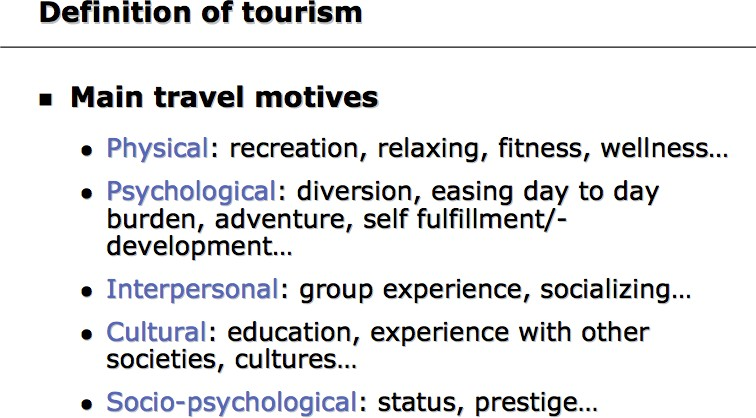 Definition of tourism
■ Main travel motives
• Physical: recreation, relaxing, fitness, wellness…
• Psychological: diversion, easing day to day
burden, adventure, self fulfillment/-
development…
• Interpersonal: group experience, socializing…
• Cultural: education, experience with other
societies, cultures…
• Socio-psychological: status, prestige…